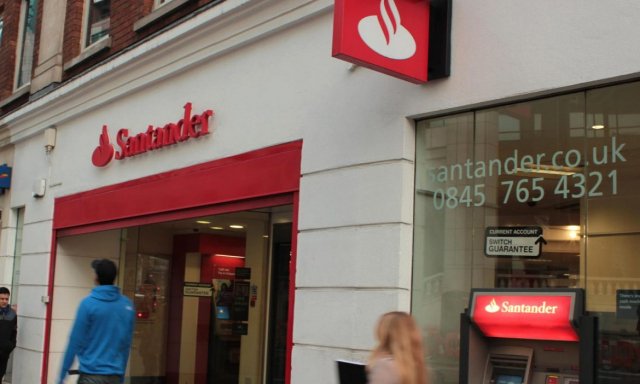 Santander
santander.co.uk
0845 765 4321
CURRENT ACCOUNT
SWITCH
GUARANTEE
Santander